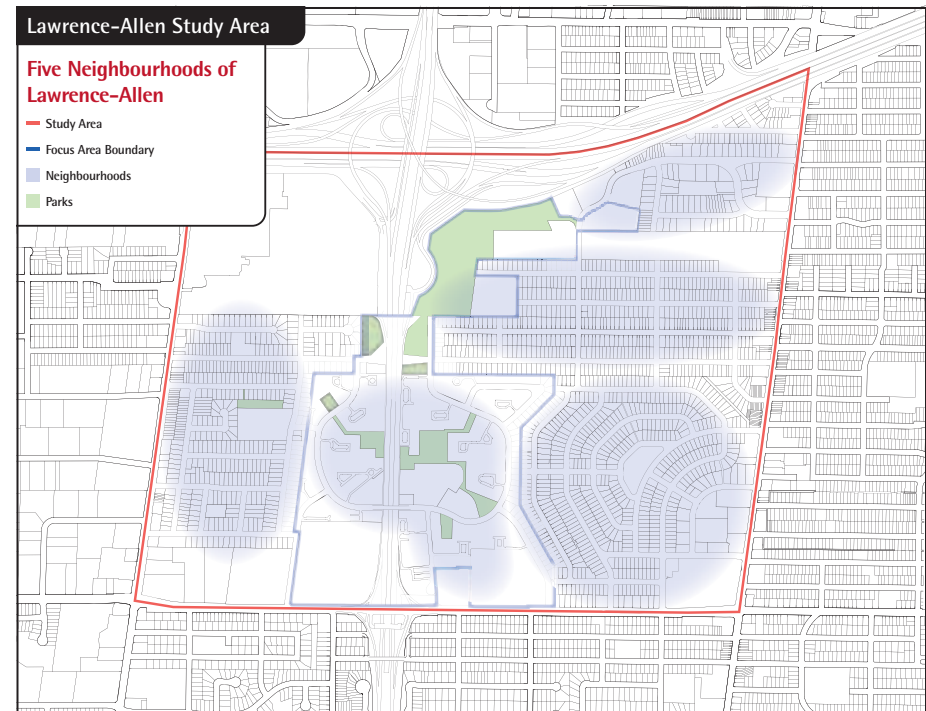 Lawrence-Allen Study Area
Five Neighbourhoods of
Lawrence-Allen
Study Area
Focus Area Boundary
Neighbourhoods
Parks